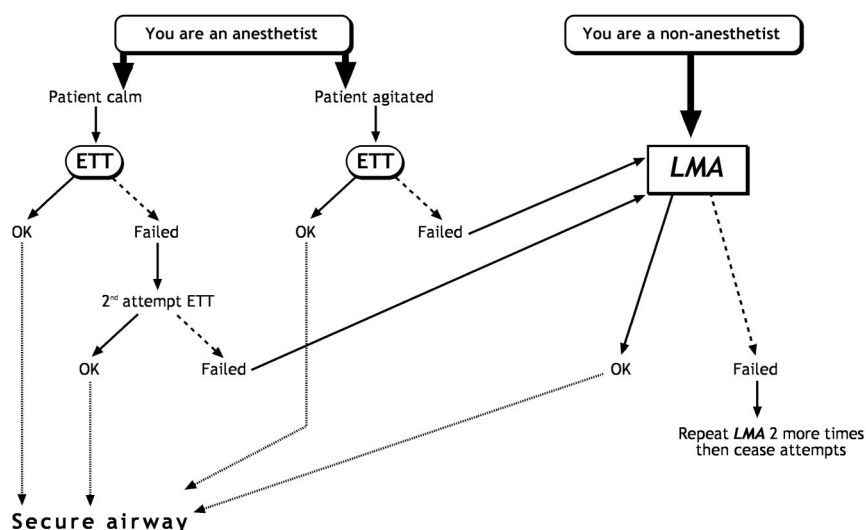 You are an anesthetist
You are a non-anesthetist
Patient calm
Patient agitated
ETT
ETT
LMA
OK
Failed
OK
Failed
2nd attempt ETT
OK
Failed
OK
Failed
Repeat LMA 2 more times
then cease attempts
Secure airway